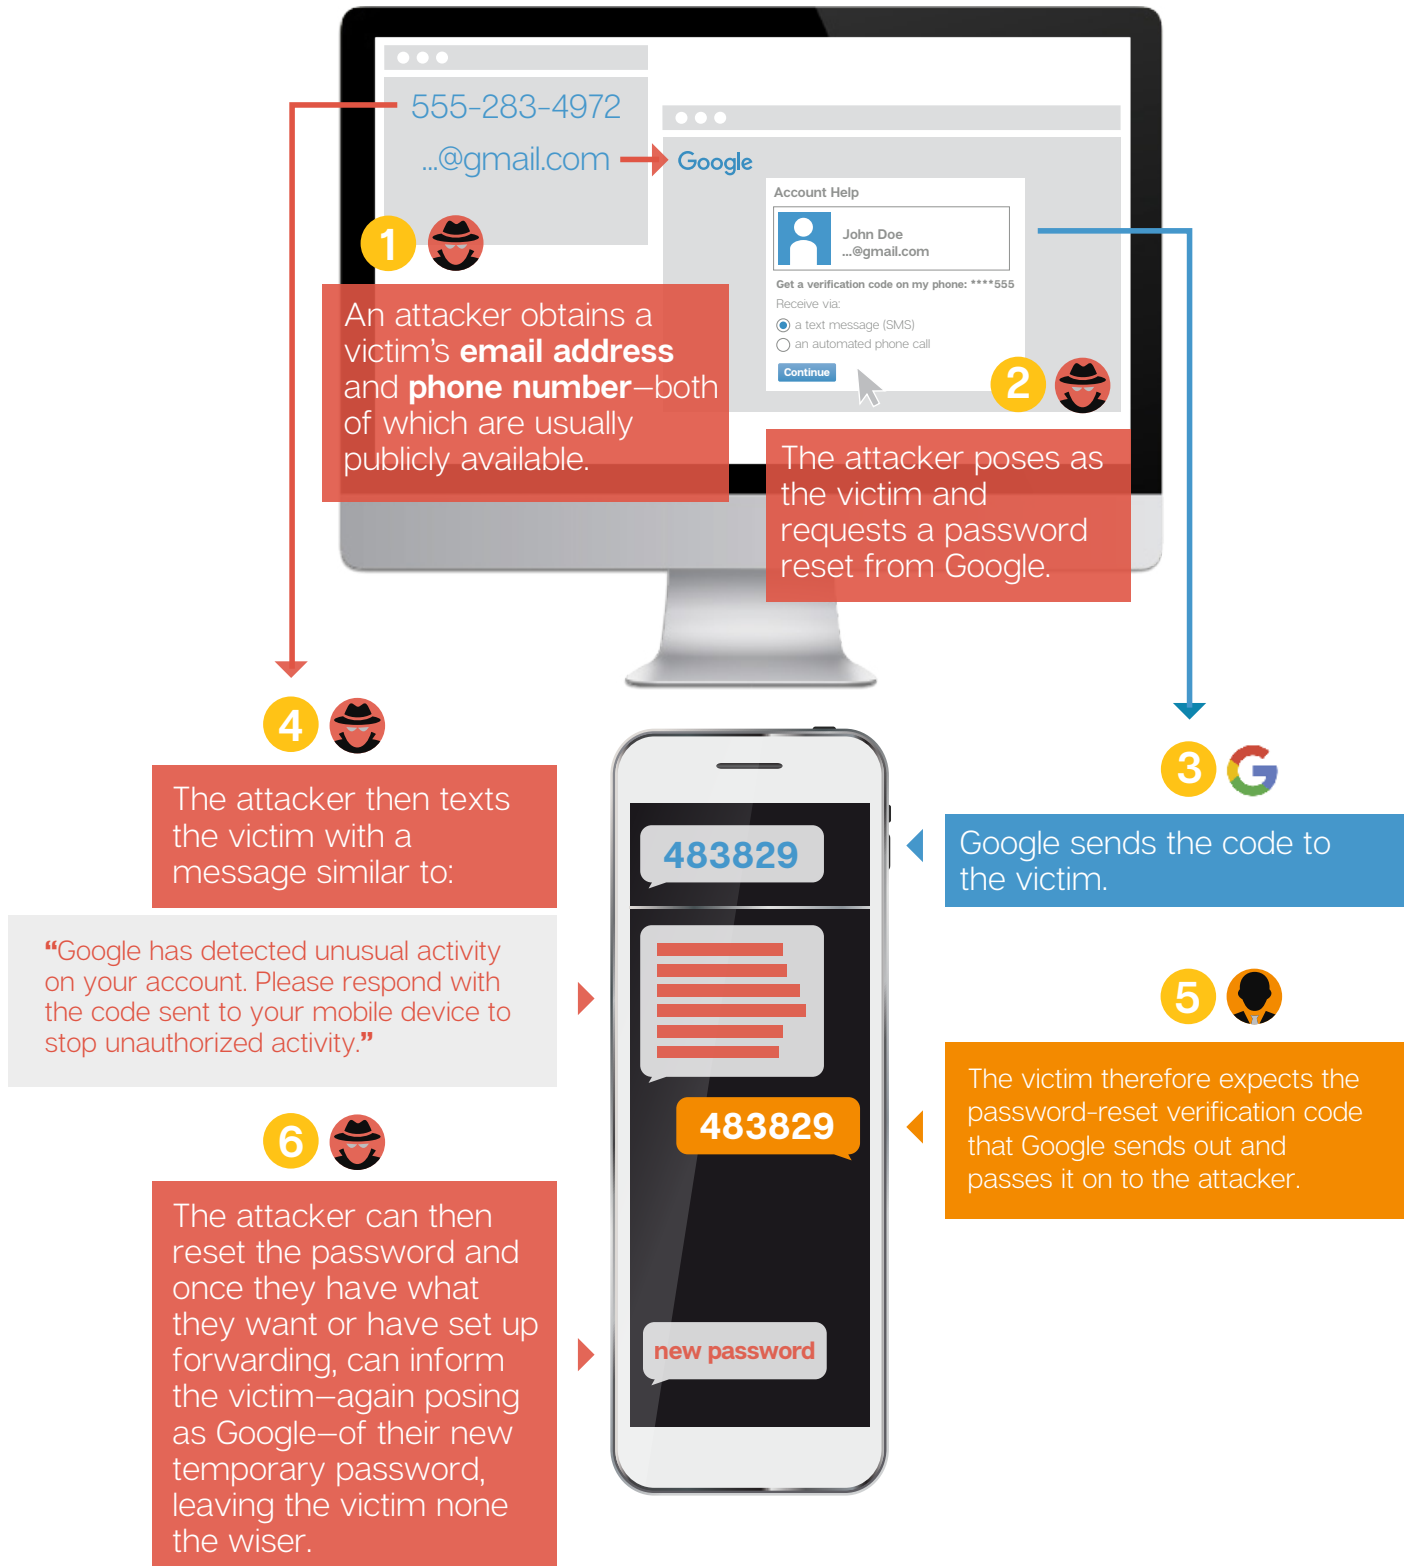 555-283-4972
...@gmail.com
1
An attacker obtains a
victim's email address
and phone number—both
of which are usually
publicly available.
Google
Account Help
John Doe
...@gmail.com
Get a verification code on my phone: ****555
Receive via:
a text message (SMS)
an automated phone call
Continue
2
The attacker poses as
the victim and
requests a password
reset from Google.
3
Google sends the code to
the victim.
483829
4
The attacker then texts
the victim with a
message similar to:
“Google has detected unusual activity
on your account. Please respond with
the code sent to your mobile device to
stop unauthorized activity.”
5
The victim therefore expects the
password-reset verification code
that Google sends out and
passes it on to the attacker.
483829
6
The attacker can then
reset the password and
once they have what
they want or have set up
forwarding, can inform
the victim—again posing
as Google—of their new
temporary password,
leaving the victim none
the wiser.
new password